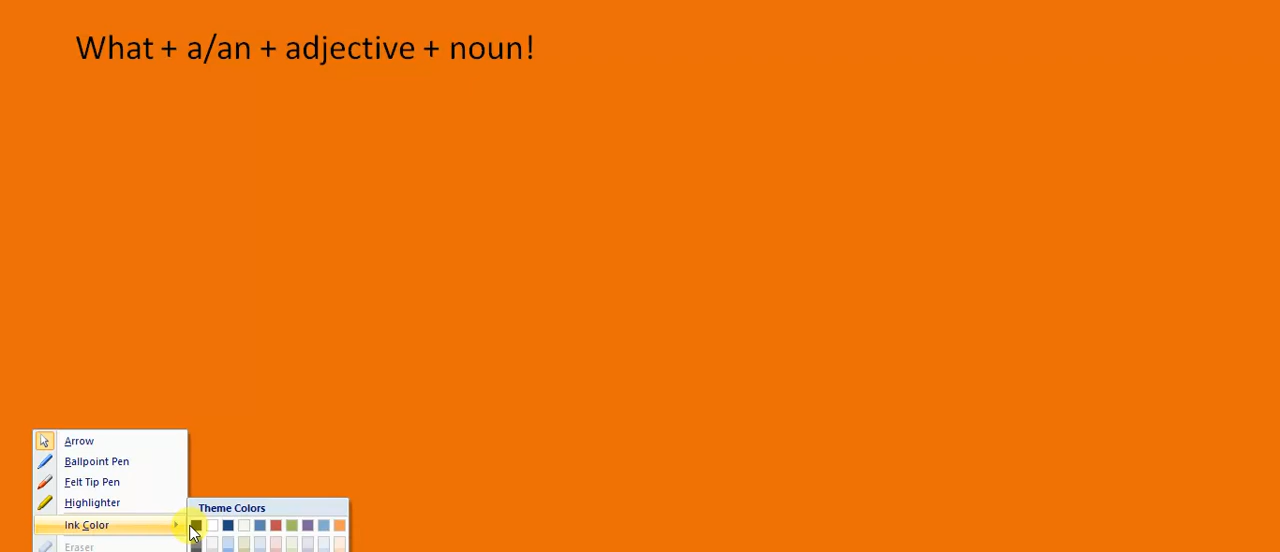 What + a/an + adjective + noun!
Arrow
Ballpoint Pen
Felt Tip Pen
Highlighter
Theme Colors
Ink Color
Eraser